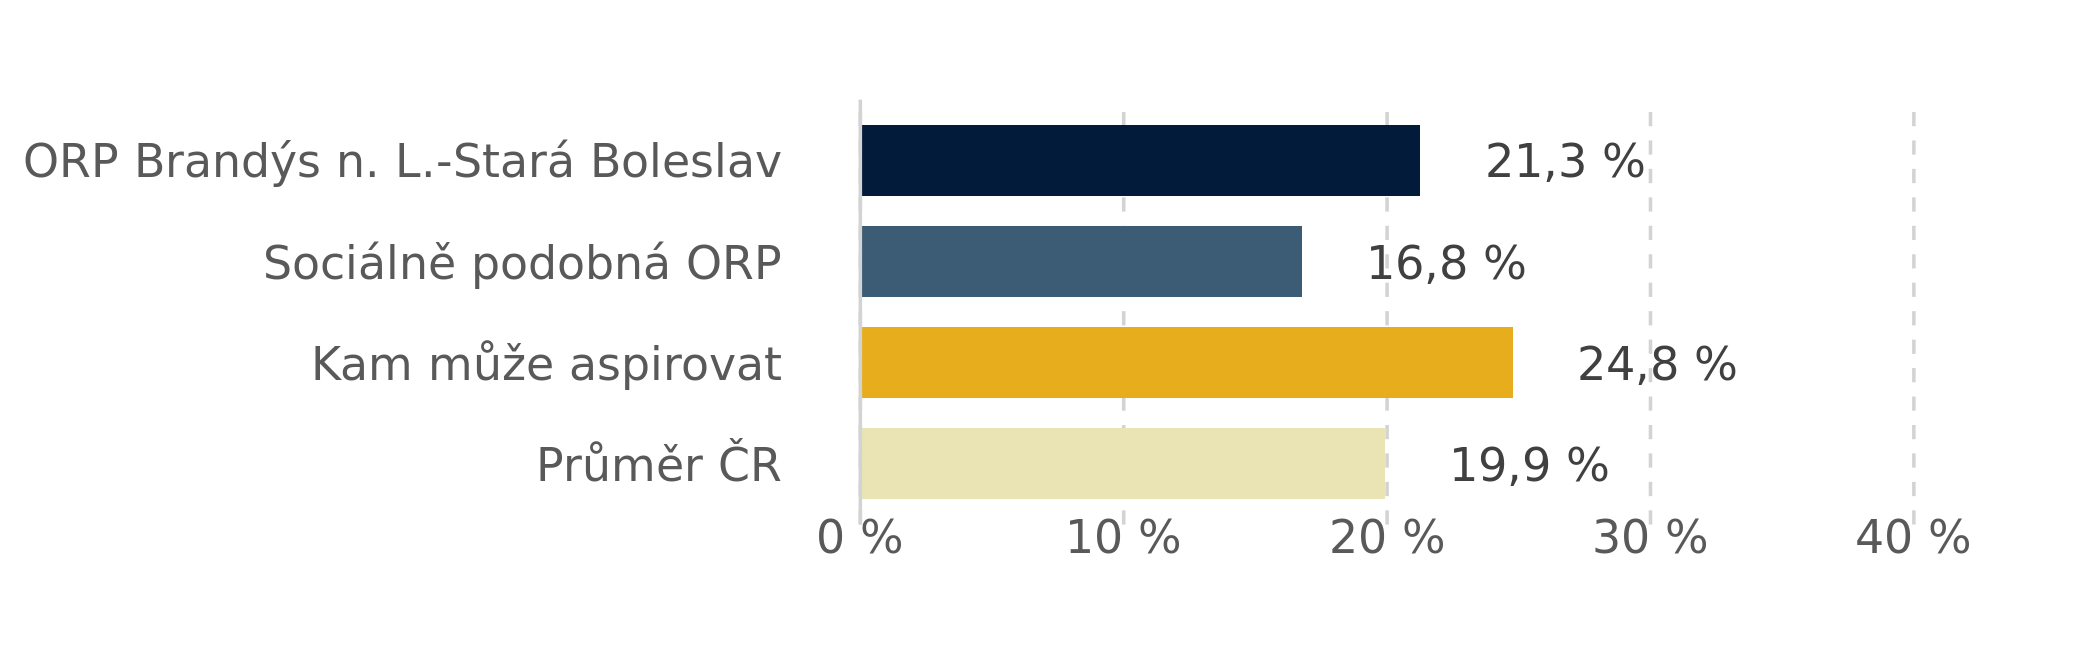 ORP Brandýs n. L.-Stará Boleslav 21,3 %
Sociálně podobná ORP 16,8 %
Kam může aspirovat 24,8 %
Průměr ČR 19,9 %
0 % 10 % 20 % 30 % 40 %